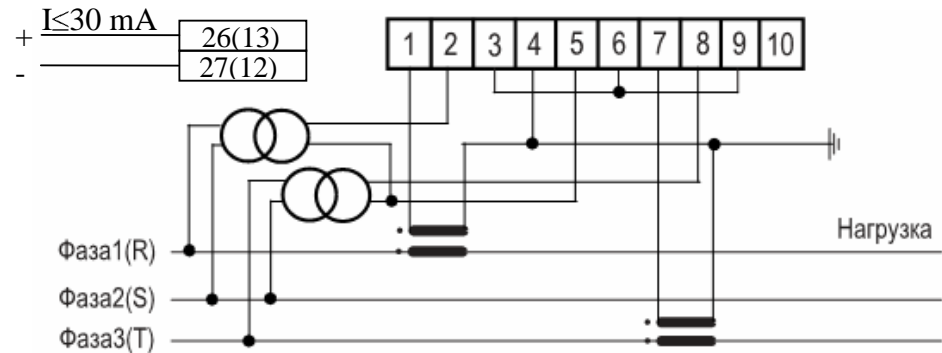 + I≤30 mA 26(13)
- 27(12)
1 2 3 4 5 6 7 8 9 10
Нагрузка
Фаза1(R)
Фаза2(S)
Фаза3(T)